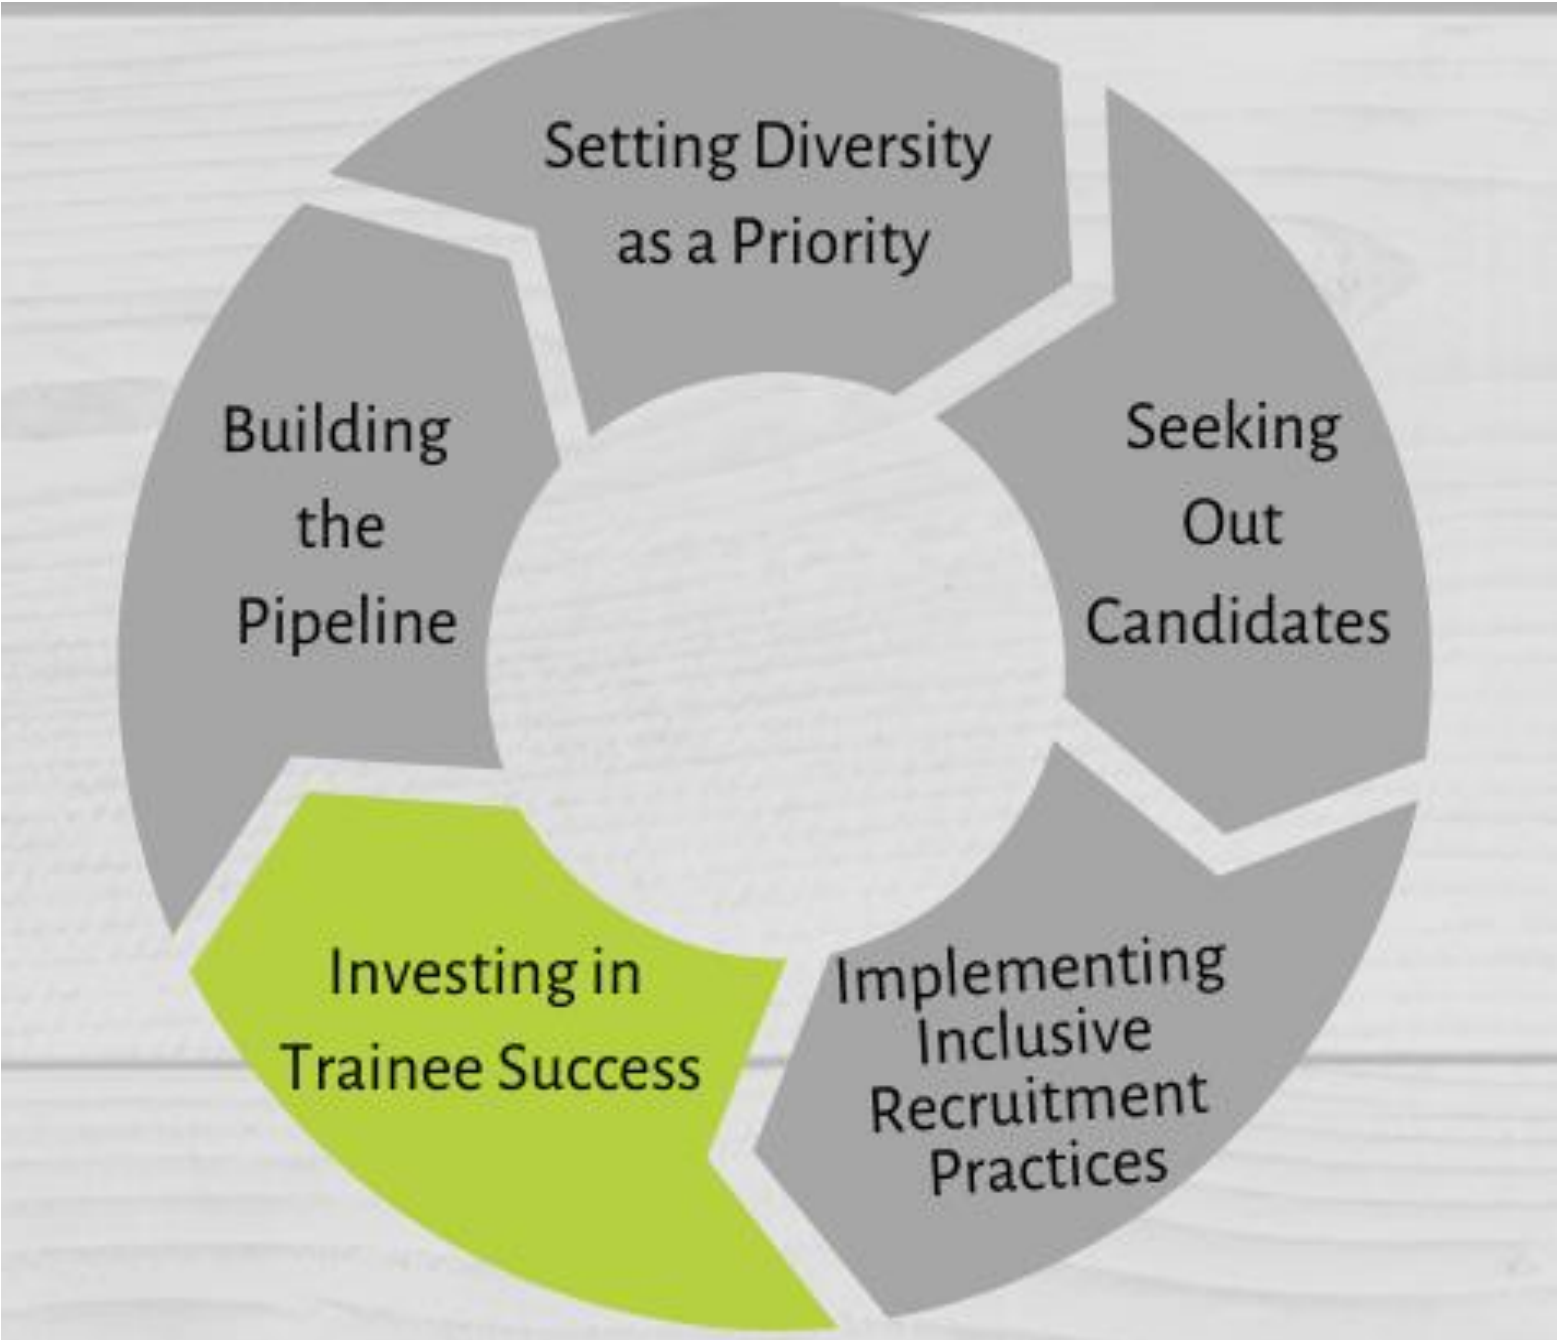 Setting Diversity
as a Priority
Seeking
Out
Candidates
Implementing
Inclusive
Recruitment
Practices
Investing in
Trainee Success
Building
the
Pipeline